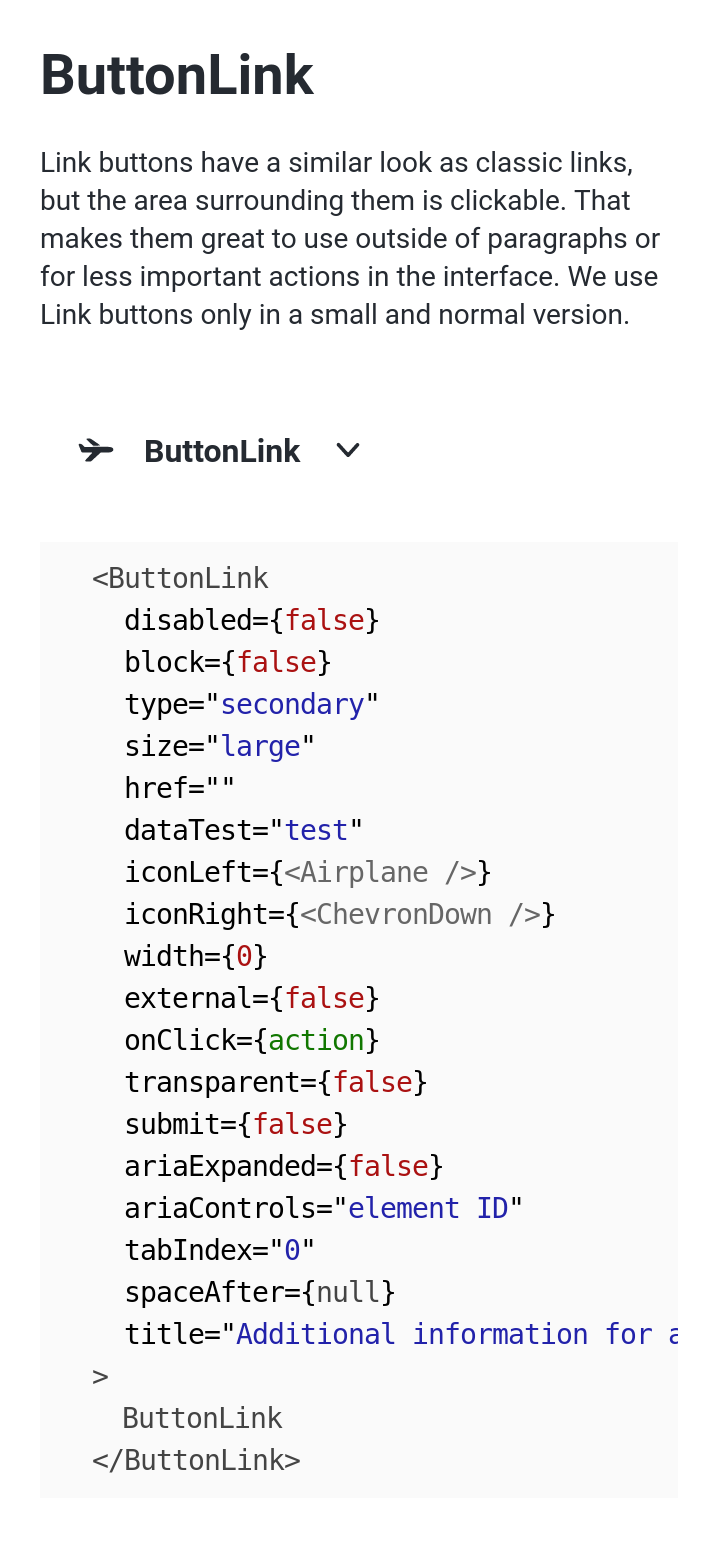 ButtonLink
Link buttons have a similar look as classic links,
but the area surrounding them is clickable. That
makes them great to use outside of paragraphs or
for less important actions in the interface. We use
Link buttons only in a small and normal version.
ButtonLink
<ButtonLink
  disabled={false}
  block={false}
  type="secondary"
  size="large"
  href=""
  dataTest="test"
  iconLeft={<Airplane />}
  iconRight={<ChevronDown />}
  width={0}
  external={false}
  onClick={action}
  transparent={false}
  submit={false}
  ariaExpanded={false}
  ariaControls="element ID"
  tabIndex="0"
  spaceAfter={null}
  title="Additional information for
>
  ButtonLink
</ButtonLink>